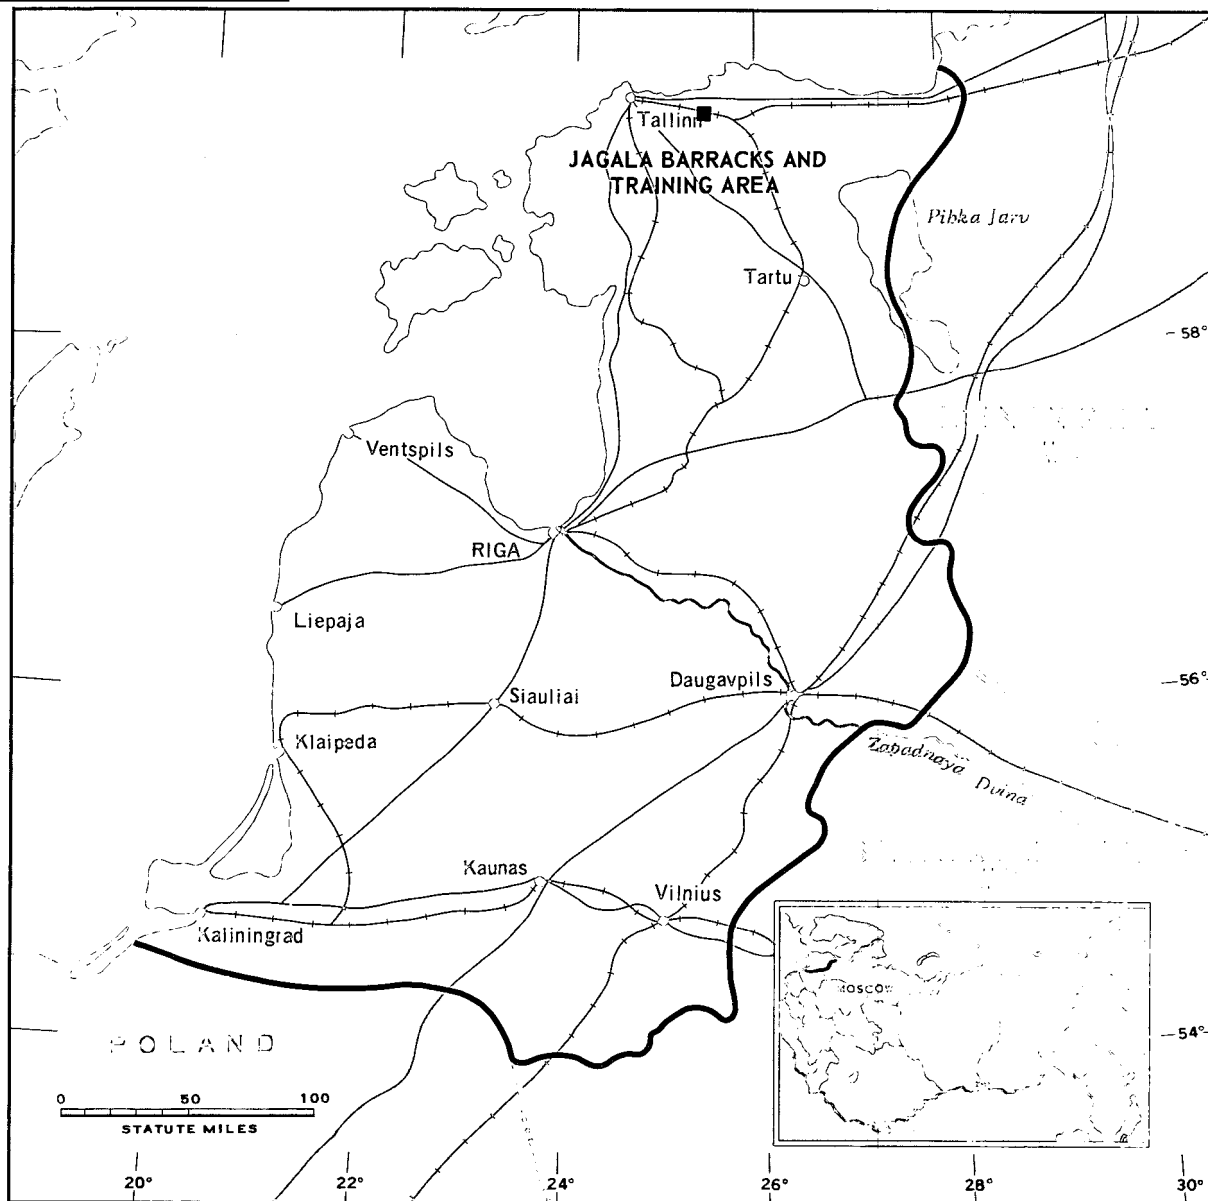 Tallinn
JAGALA BARRACKS AND
TRAINING AREA
Pihka Jarv
Tartu
58°
Ventspils
RIGA
Liepaja
Daugavpils
56°
Siauliai
Klaipeda
Zapadnaya Dvina
Kaunas
Vilnius
Kaliningrad
MOSCOW
POLAND
54°
0 50 100
STATUTE MILES
20° 22° 24° 26° 28° 30°